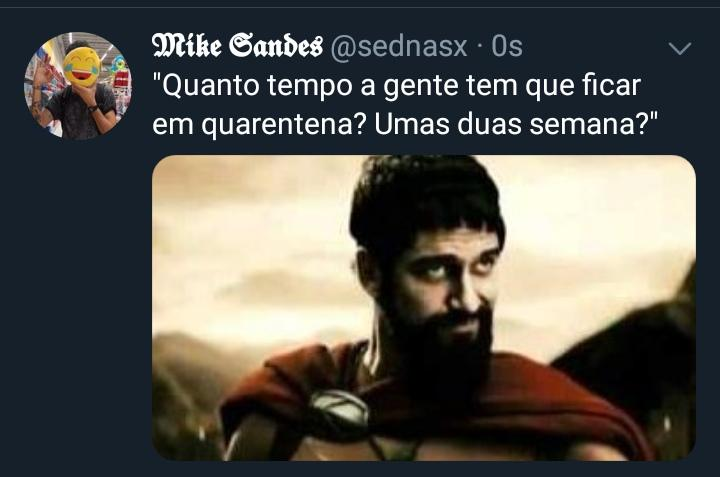 𝕸𝖎𝖐𝖊 𝕾𝖆𝖓𝖉𝖊𝖘 @sednasx · 0s
"Quanto tempo a gente tem que ficar
em quarentena? Umas duas semana?"